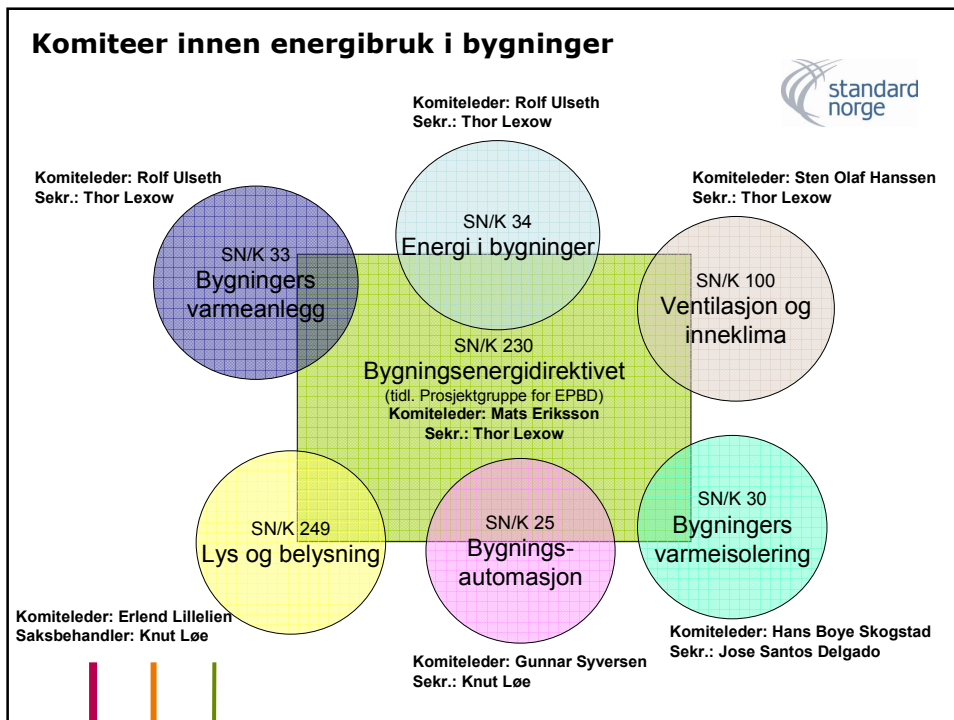 Komiteer innen energibruk i bygninger
standard
norge
Komiteleder: Rolf Ulseth
Sekr.: Thor Lexow
Komiteleder: Rolf Ulseth
Sekr.: Thor Lexow
Komiteleder: Sten Olaf Hanssen
Sekr.: Thor Lexow
SN/K 33
Bygningers
varmeanlegg
SN/K 34
Energi i bygninger
SN/K 100
Ventilasjon og
inneklima
SN/K 230
Bygningsenergidirektivet
(tidl. Prosjektgruppe for EPBD)
Komiteleder: Mats Eriksson
Sekr.: Thor Lexow
SN/K 249
Lys og belysning
SN/K 25
Bygnings-
automasjon
SN/K 30
Bygningers
varmeisolering
Komiteleder: Erlend Lillelien
Saksbehandler: Knut Løe
Komiteleder: Gunnar Syversen
Sekr.: Knut Løe
Komiteleder: Hans Boye Skogstad
Sekr.: Jose Santos Delgado